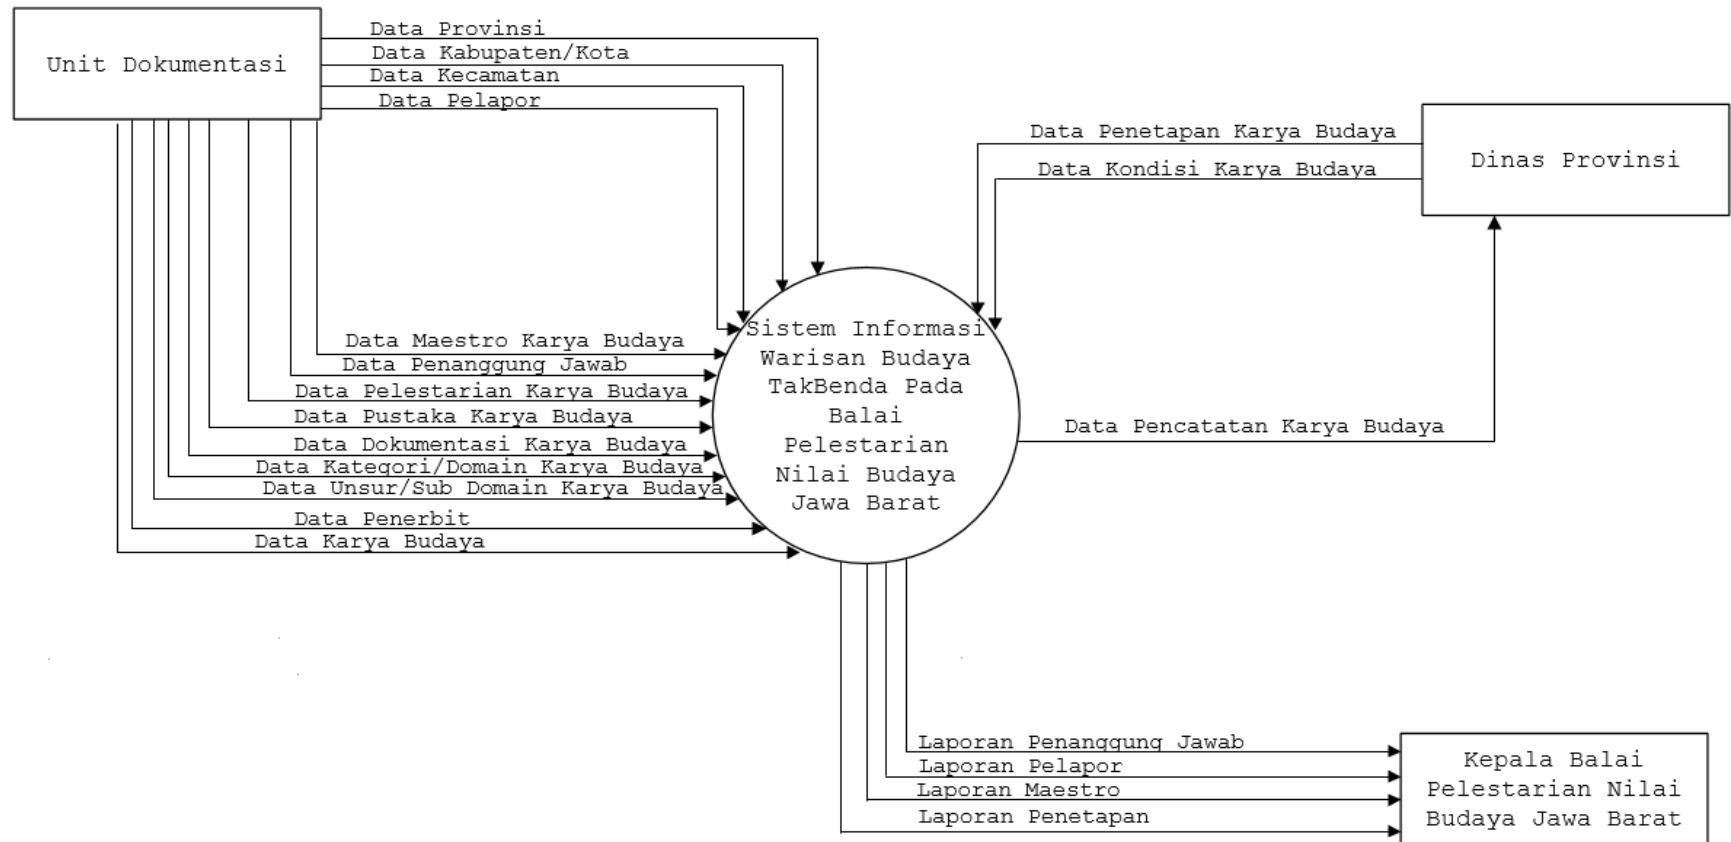 Unit Dokumentasi
Data Provinsi
Data Kabupaten/Kota
Data Kecamatan
Data Pelapor
Data Penetapan Karya Budaya
Data Kondisi Karya Budaya
Dinas Provinsi
Data Maestro Karya Budaya
Data Penanggung Jawab
Data Pelestarian Karya Budaya
Data Pustaka Karya Budaya
Data Dokumentasi Karya Budaya
Data Kategori/Domain Karya Budaya
Data Unsur/Sub Domain Karya Budaya
Data Penerbit
Data Karya Budaya
Sistem Informasi
Warisan Budaya
TakBenda Pada
Balai
Pelestarian
Nilai Budaya
Jawa Barat
Data Pencatatan Karya Budaya
Laporan Penanggung Jawab
Laporan Pelapor
Laporan Maestro
Laporan Penetapan
Kepala Balai
Pelestarian Nilai
Budaya Jawa Barat